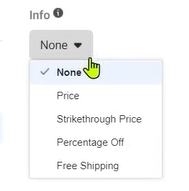 Info
None
None
Price
Strikethrough Price
Percentage Off
Free Shipping